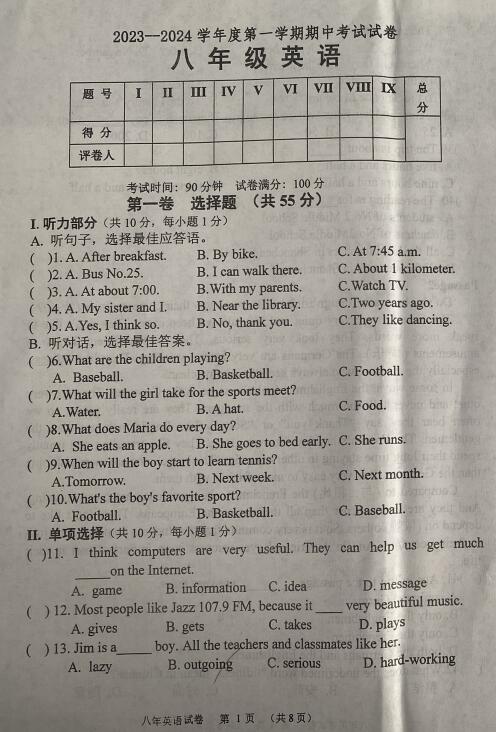 2023—2024 学年度第一学期期中考试试卷
八 年 级 英 语
题 号 I II III IV V VI VII VIII IX 总分
得 分
评卷人
考试时间：90 分钟 试卷满分：100 分
第一卷 选择题 （共 55 分）
I. 听力部分（共 10 分，每小题 1 分）
A. 听句子，选择最佳应答语。
( )1. A. After breakfast. B. By bike. C. At 7:45 a.m.
( )2. A. Bus No.25. B. I can walk there. C. About 1 kilometer.
( )3. A. At about 7:00. B.With my parents. C.Watch TV.
( )4. A. My sister and I. B. Near the library. C.Two years ago.
( )5. A.Yes, I think so. B. No, thank you. C.They like dancing.
B. 听对话，选择最佳答案。
( )6.What are the children playing?
A. Baseball. B. Basketball. C. Football.
( )7.What will the girl take for the sports meet?
A.Water. B. A hat. C. Food.
( )8.What does Maria do every day?
A. She eats an apple. B. She goes to bed early. C. She runs.
( )9.When will the boy start to learn tennis?
A.Tomorrow. B. Next week. C. Next month.
( )10.What's the boy's favorite sport?
A. Football. B. Basketball. C. Baseball.
II. 单项选择（共 10 分，每小题 1 分）
( )11. I think computers are very useful. They can help us get much
_____on the Internet.
A. game B. information C. idea D. message
( ) 12. Most people like Jazz 107.9 FM, because it ____ very beautiful music.
A. gives B. gets C. takes D. plays
( ) 13. Jim is a_____ boy. All the teachers and classmates like her.
A. lazy B. outgoing C. serious D. hard-working
八年英语试卷 第 1 页 （共 8 页）